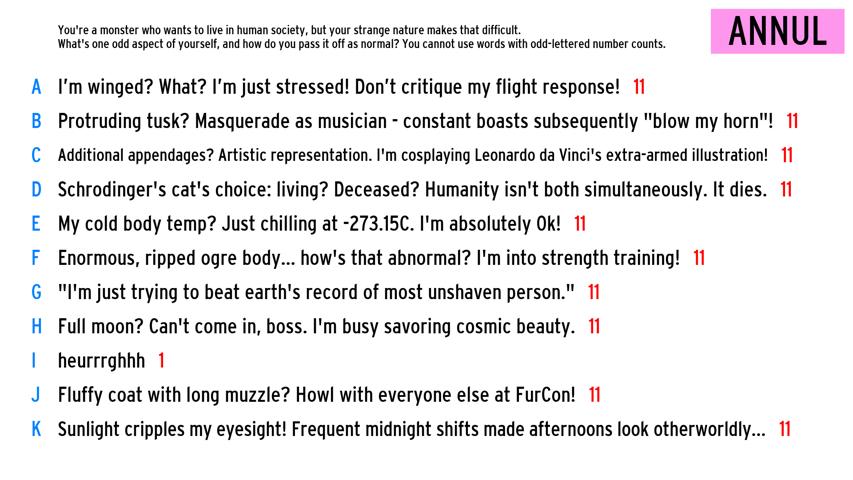 You're a monster who wants to live in human society, but your strange nature makes that difficult.
What's one odd aspect of yourself, and how do you pass it off as normal? You cannot use words with odd-lettered number counts.
ANNUL
A I'm winged? What? I'm just stressed! Don't critique my flight response! 11
B Protruding tusk? Masquerade as musician - constant boasts subsequently "blow my horn"! 11
C Additional appendages? Artistic representation. I'm cosplaying Leonardo da Vinci's extra-armed illustration! 11
D Schrodinger's cat's choice: living? Deceased? Humanity isn't both simultaneously. It dies. 11
E My cold body temp? Just chilling at -273.15C. I'm absolutely 0k! 11
F Enormous, ripped ogre body... how's that abnormal? I'm into strength training! 11
G "I'm just trying to beat earth's record of most unshaven person." 11
H Full moon? Can't come in, boss. I'm busy savoring cosmic beauty. 11
I heurrrghhh 1
J Fluffy coat with long muzzle? Howl with everyone else at FurCon! 11
K Sunlight cripples my eyesight! Frequent midnight shifts made afternoons look otherworldly... 11